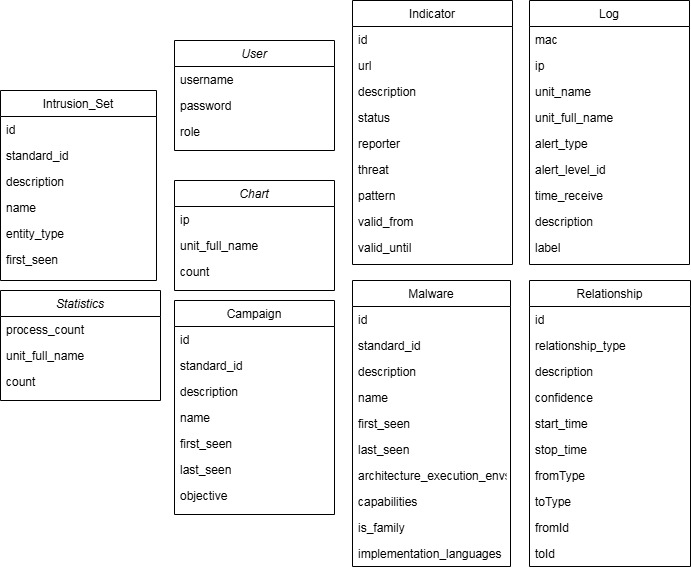 Intrusion_Set
id
standard_id
description
name
entity_type
first_seen
Statistics
process_count
unit_full_name
count
User
username
password
role
Chart
ip
unit_full_name
count
Campaign
id
standard_id
description
name
first_seen
last_seen
objective
Indicator
id
url
description
status
reporter
threat
pattern
valid_from
valid_until
Malware
id
standard_id
description
name
first_seen
last_seen
architecture_execution_envs
capabilities
is_family
implementation_languages
Log
mac
ip
unit_name
unit_full_name
alert_type
alert_level_id
time_receive
description
label
Relationship
id
relationship_type
description
confidence
start_time
stop_time
fromType
toType
fromId
toId